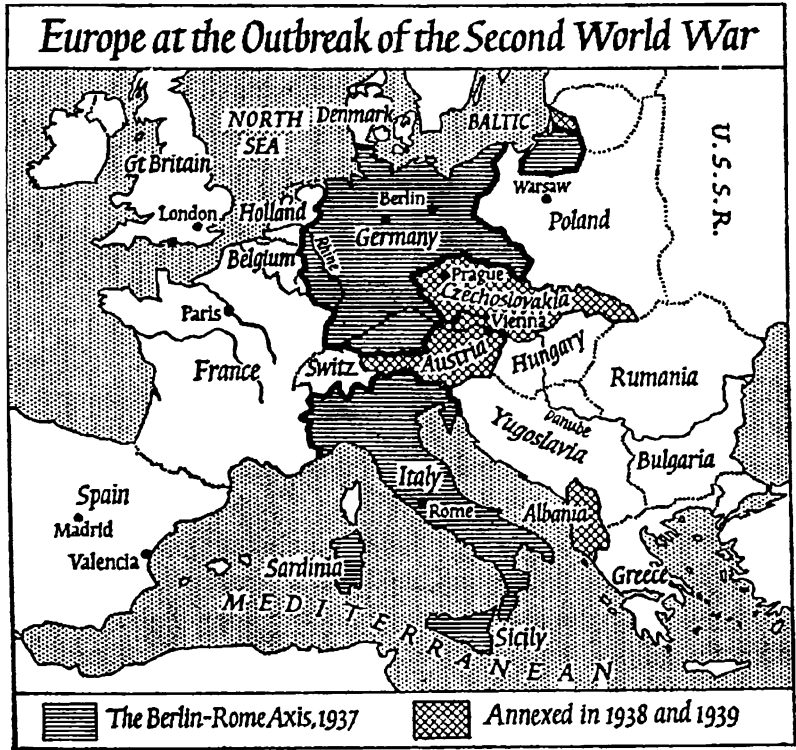 Europe at the Outbreak of the Second World War
NORTH
SEA
Denmark
BALTIC
U.S.S.R.
Gt Britain
London
Holland
Berlin
Germany
Warsaw
Poland
Belgium
Rhine
Prague
Czechoslovakia
Paris
Vienna
France
Switz
Austria
Hungary
Rumania
Danube
Yugoslavia
Bulgaria
Italy
Spain
Madrid
Rome
Albania
Valencia
Sardinia
Greece
MEDITERRANEAN
Sicily
The Berlin-Rome Axis, 1937
Annexed in 1938 and 1939